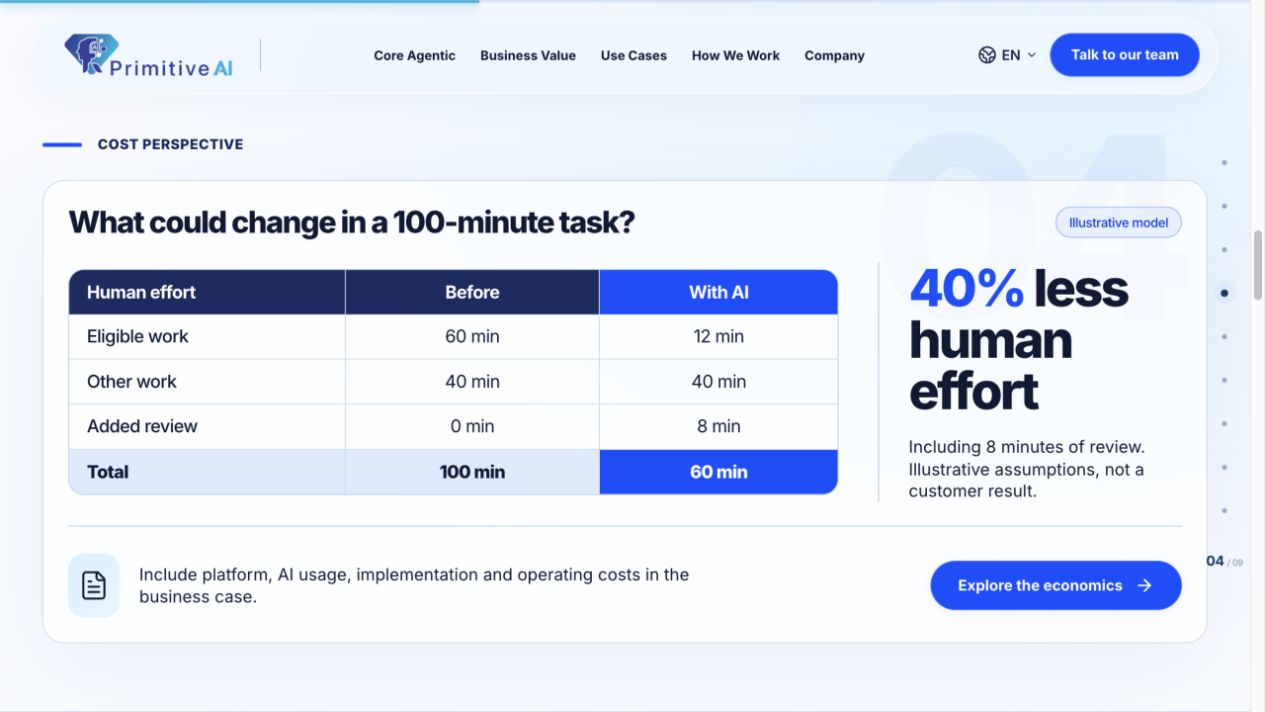 AI
Primitive AI
Core Agentic
Business Value
Use Cases
How We Work
Company
EN
Talk to our team
COST PERSPECTIVE
04
What could change in a 100-minute task?
Illustrative model
Human effort Before With AI
Eligible work 60 min 12 min
Other work 40 min 40 min
Added review 0 min 8 min
Total 100 min 60 min
40% less
human
effort
Including 8 minutes of review.
Illustrative assumptions, not a
customer result.
Include platform, AI usage, implementation and operating costs in the
business case.
Explore the economics
04 / 09